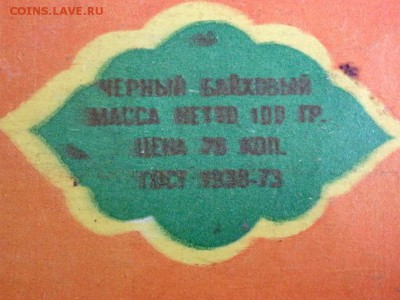 COINS.LAVE.RU
ЧЕРНЫЙ БАЙХОВЫЙ
МАССА НЕТТО 100 ГР.
ЦЕНА 76 КОП.
ГОСТ 1938-73